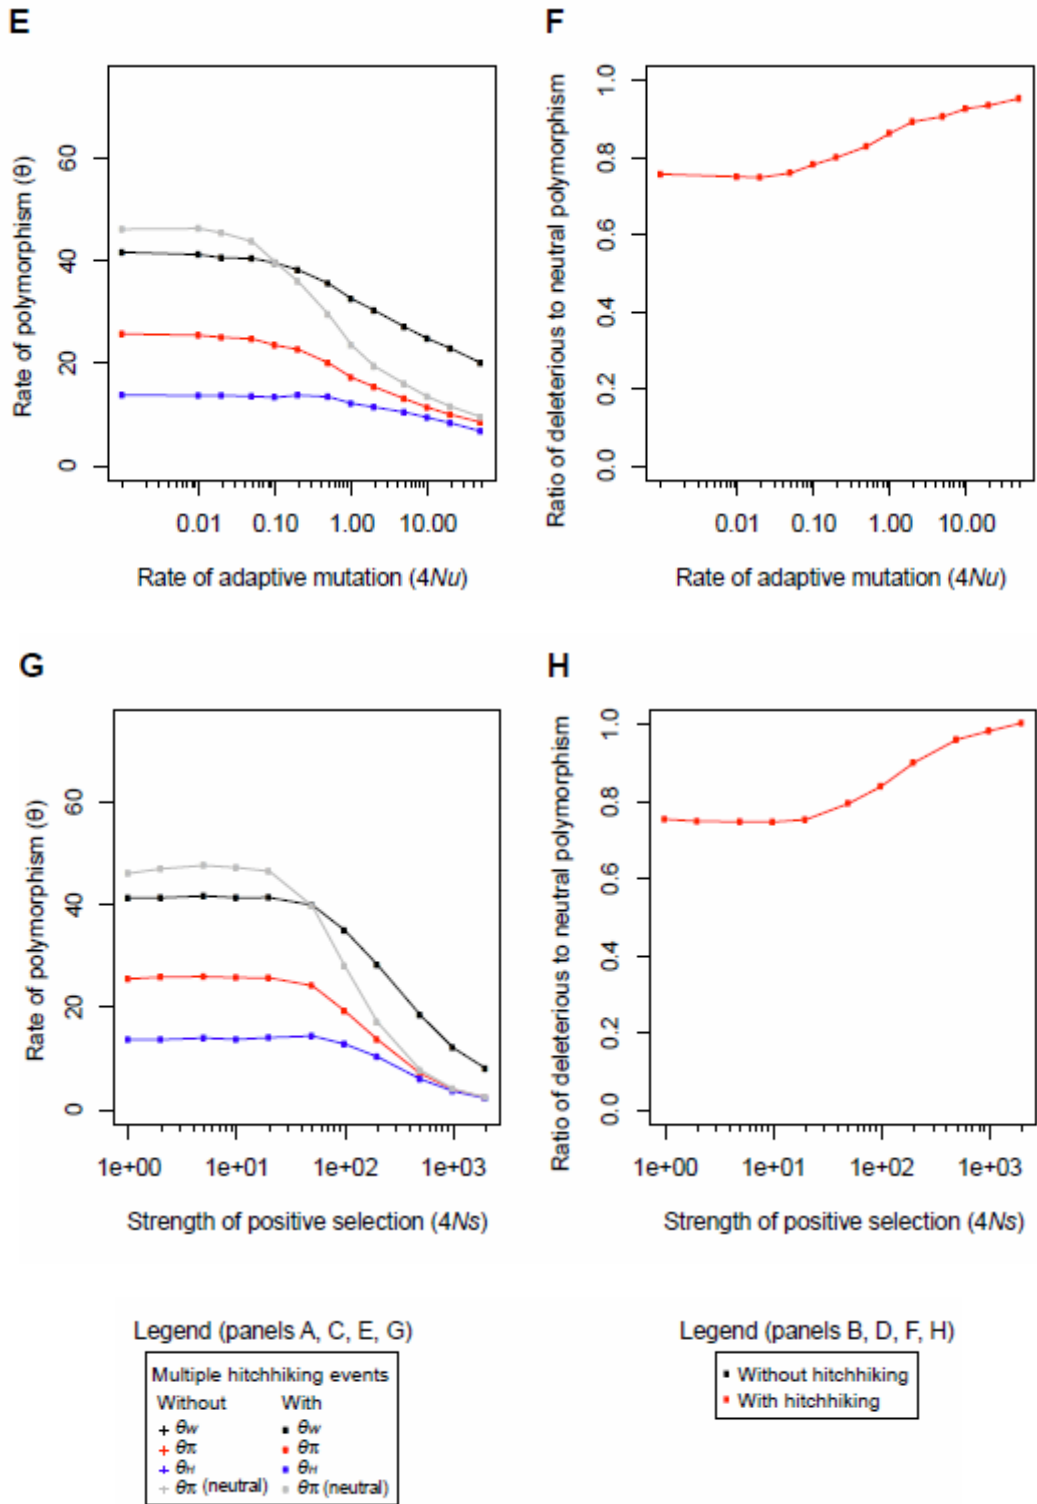 E
Rate of polymorphism (θ)
60
40
20
0
0.01 0.10 1.00 10.00
Rate of adaptive mutation (4Nu)
F
Ratio of deleterious to neutral polymorphism
1.0
0.8
0.6
0.4
0.2
0.0
0.01 0.10 1.00 10.00
Rate of adaptive mutation (4Nu)
G
Rate of polymorphism (θ)
60
40
20
0
1e+00 1e+01 1e+02 1e+03
Strength of positive selection (4Ns)
H
Ratio of deleterious to neutral polymorphism
1.0
0.8
0.6
0.4
0.2
0.0
1e+00 1e+01 1e+02 1e+03
Strength of positive selection (4Ns)
Legend (panels A, C, E, G)
Multiple hitchhiking events
Without With
θw θw
θπ θπ
θH θH
θπ (neutral) θπ (neutral)
Legend (panels B, D, F, H)
Without hitchhiking
With hitchhiking